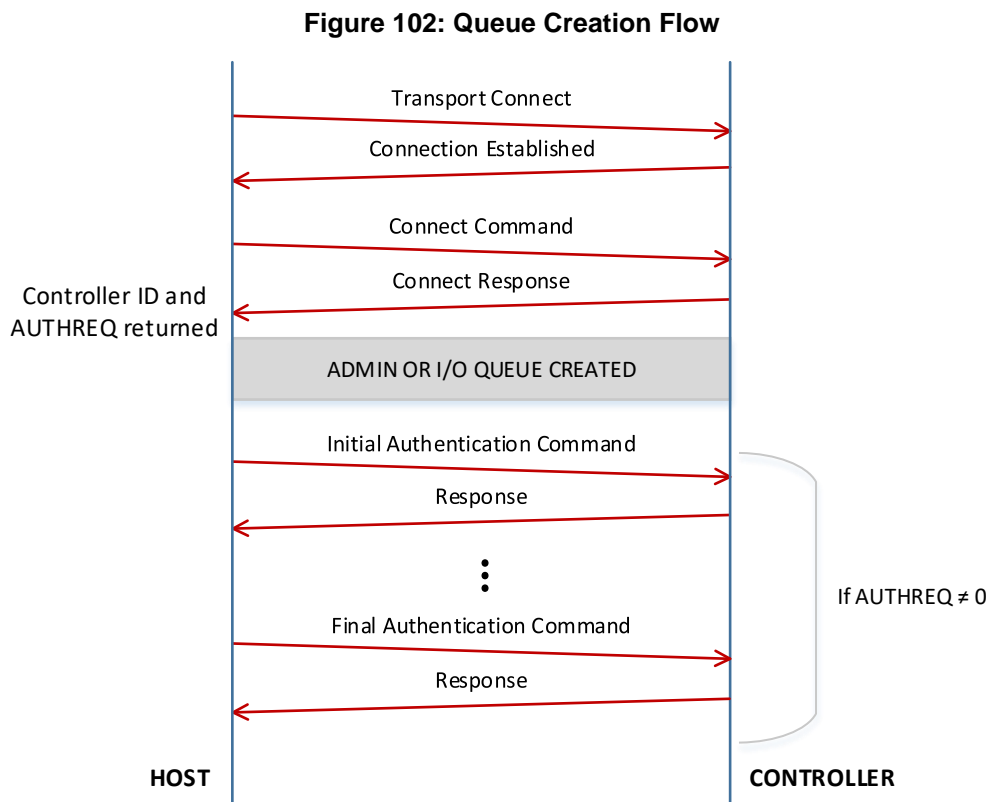 Figure 102: Queue Creation Flow
Transport Connect
Connection Established
Connect Command
Connect Response
Controller ID and
AUTHREQ returned
ADMIN OR I/O QUEUE CREATED
Initial Authentication Command
Response
If AUTHREQ ≠ 0
Final Authentication Command
Response
HOST
CONTROLLER